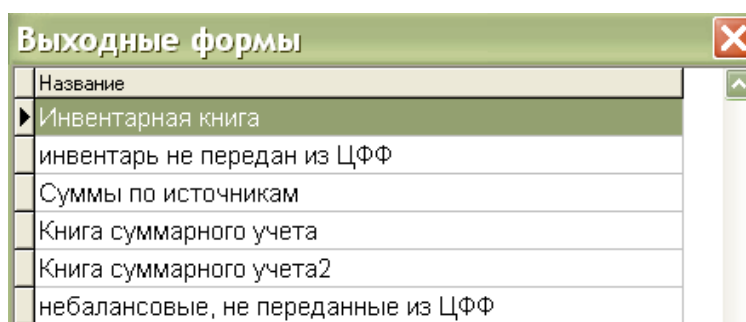 Выходные формы
Название
Инвентарная книга
инвентарь не передан из ЦФФ
Суммы по источникам
Книга суммарного учета
Книга суммарного учета2
небалансовые, не переданные из ЦФФ